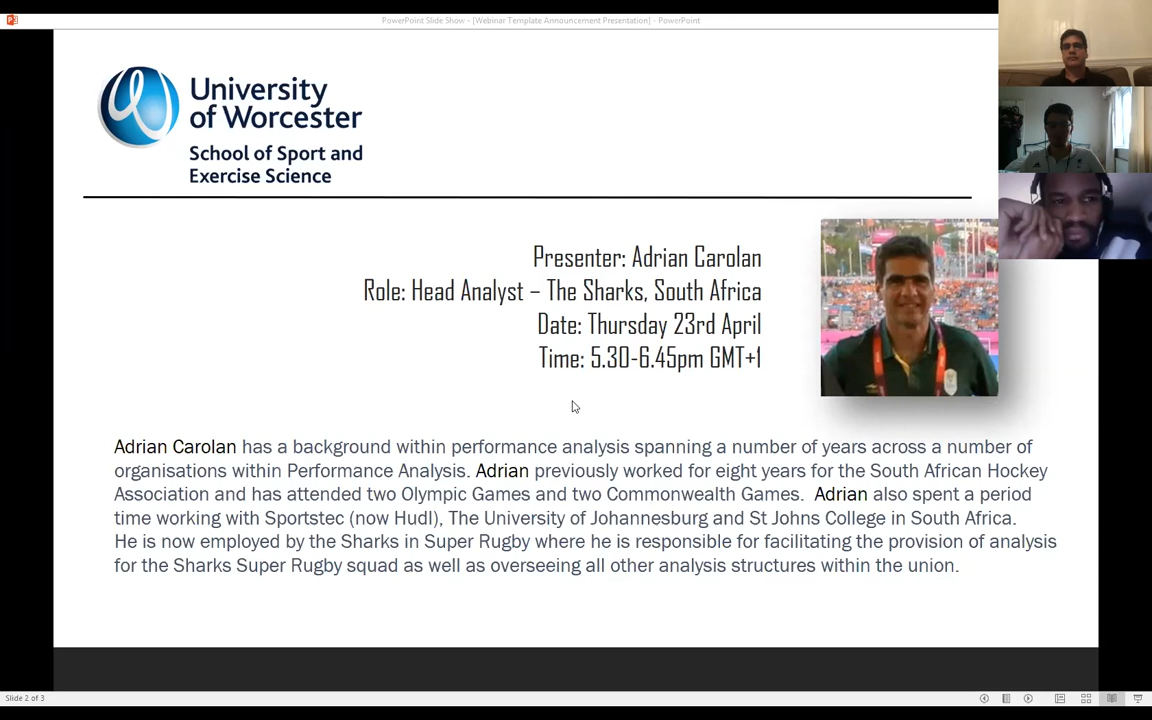 PowerPoint Slide Show - [Webinar Template Announcement Presentation] - PowerPoint
University
of Worcester
School of Sport and
Exercise Science
Presenter: Adrian Carolan
Role: Head Analyst – The Sharks, South Africa
Date: Thursday 23rd April
Time: 5.30-6.45pm GMT+1
Adrian Carolan has a background within performance analysis spanning a number of years across a number of
organisations within Performance Analysis. Adrian previously worked for eight years for the South African Hockey
Association and has attended two Olympic Games and two Commonwealth Games. Adrian also spent a period
time working with Sportstec (now Hudl), The University of Johannesburg and St Johns College in South Africa.
He is now employed by the Sharks in Super Rugby where he is responsible for facilitating the provision of analysis
for the Sharks Super Rugby squad as well as overseeing all other analysis structures within the union.
Slide 2 of 3